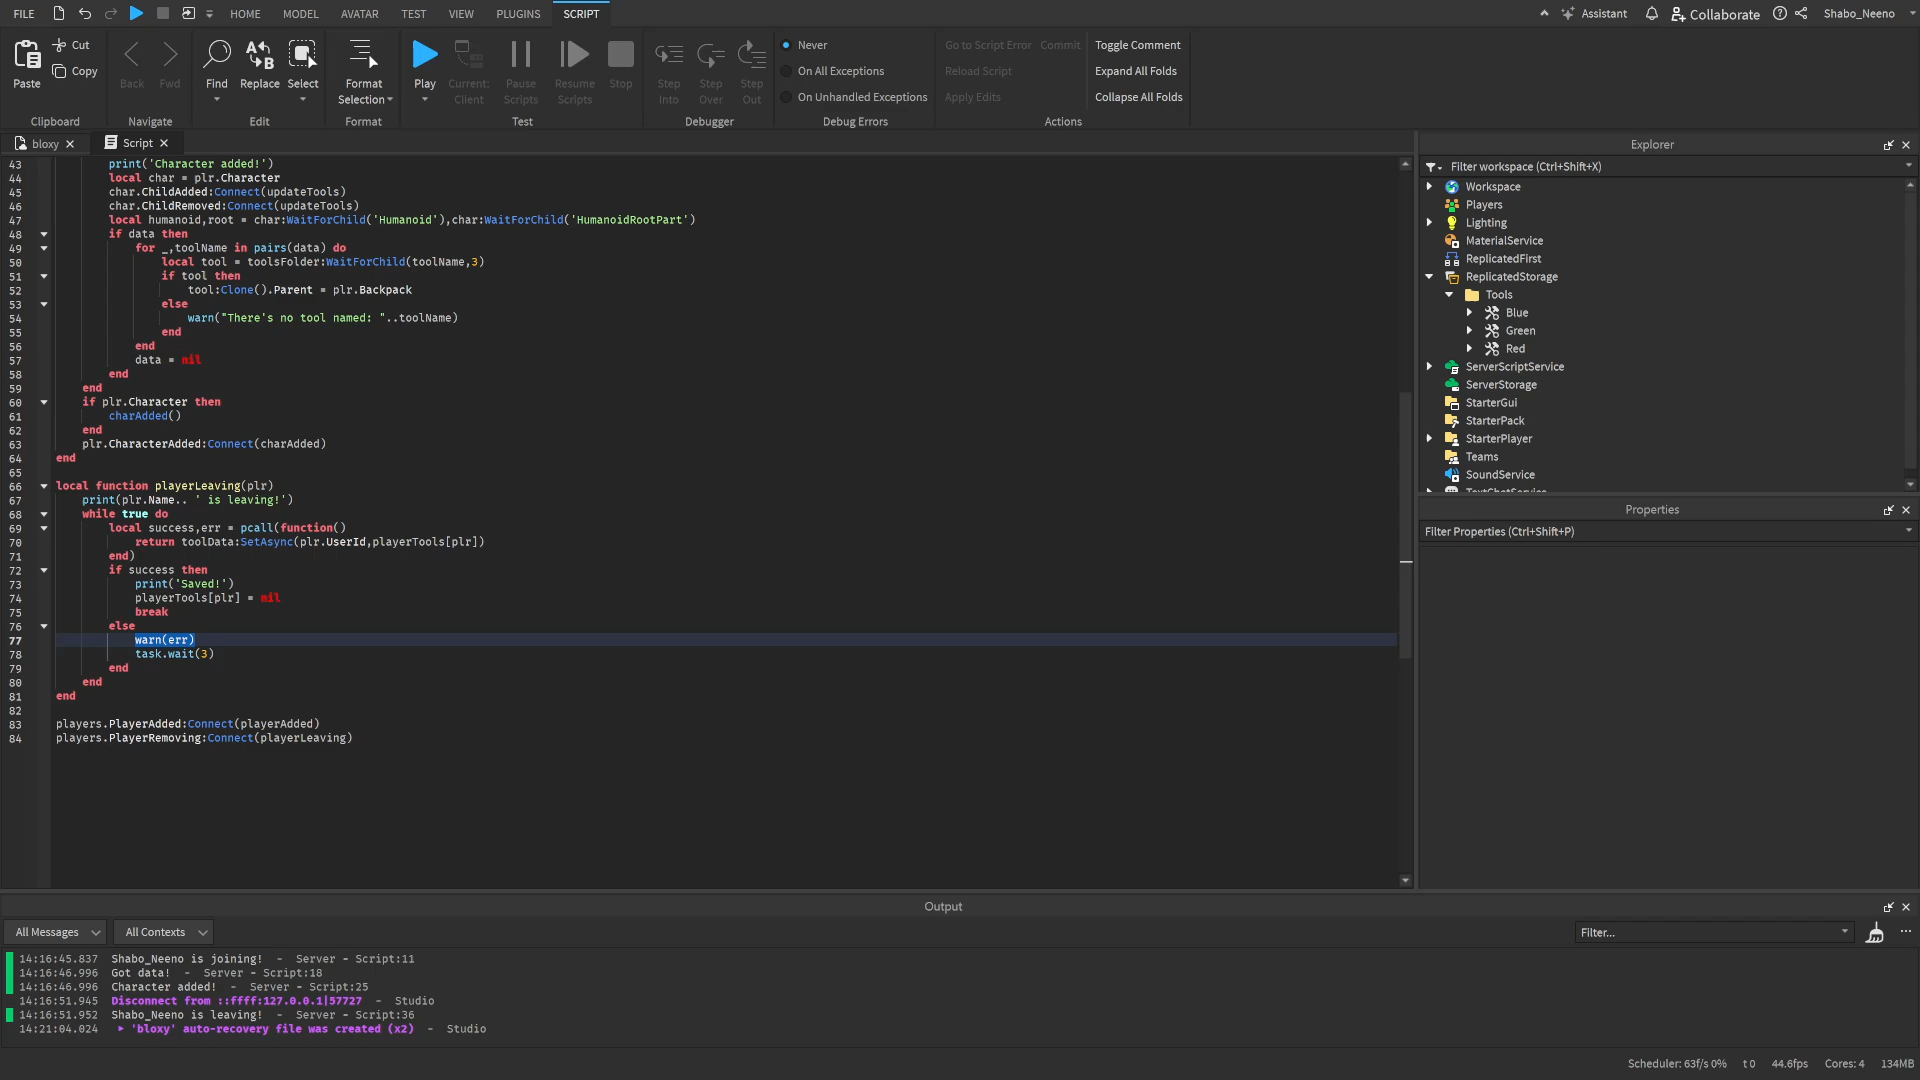 FILE HOME MODEL AVATAR TEST VIEW PLUGINS SCRIPT Assistant Collaborate Shabo_Neeno
Paste Cut Copy Back Fwd Find Replace Select Format Selection Play Current: Client Pause Scripts Resume Scripts Stop Step Into Step Over Step Out
Never
On All Exceptions
On Unhandled Exceptions
Go to Script Error Commit Toggle Comment
Reload Script Expand All Folds
Apply Edits Collapse All Folds
Clipboard Navigate Edit Format Test Debugger Debug Errors Actions
bloxy Script
43 print('Character added!')
44 local char = plr.Character
45 char.ChildAdded:Connect(updateTools)
46 char.ChildRemoved:Connect(updateTools)
47 local humanoid,root = char:WaitForChild('Humanoid'),char:WaitForChild('HumanoidRootPart')
48 if data then
49 for _,toolName in pairs(data) do
50 local tool = toolsFolder:WaitForChild(toolName,3)
51 if tool then
52 tool:Clone().Parent = plr.Backpack
53 else
54 warn("There's no tool named: "..toolName)
55 end
56 end
57 data = nil
58 end
59 end
60 if plr.Character then
61 charAdded()
62 end
63 plr.CharacterAdded:Connect(charAdded)
64 end
65
66 local function playerLeaving(plr)
67 print(plr.Name.. ' is leaving!')
68 while true do
69 local success,err = pcall(function()
70 return toolData:SetAsync(plr.UserId,playerTools[plr])
71 end)
72 if success then
73 print('Saved!')
74 playerTools[plr] = nil
75 break
76 else
77 warn(err)
78 task.wait(3)
79 end
80 end
81 end
82
83 players.PlayerAdded:Connect(playerAdded)
84 players.PlayerRemoving:Connect(playerLeaving)
Explorer
Filter workspace (Ctrl+Shift+X)
Workspace
Players
Lighting
MaterialService
ReplicatedFirst
ReplicatedStorage
Tools
Blue
Green
Red
ServerScriptService
ServerStorage
StarterGui
StarterPack
StarterPlayer
Teams
SoundService
TextChatService
Properties
Filter Properties (Ctrl+Shift+P)
Output
All Messages All Contexts Filter...
14:16:45.837 Shabo_Neeno is joining! - Server - Script:11
14:16:46.996 Got data! - Server - Script:18
14:16:46.996 Character added! - Server - Script:25
14:16:51.945 Disconnect from ::ffff:127.0.0.1|57727 - Studio
14:16:51.952 Shabo_Neeno is leaving! - Server - Script:36
14:21:04.024 'bloxy' auto-recovery file was created (x2) - Studio
Scheduler: 63f/s 0% t 0 44.6fps Cores: 4 134MB